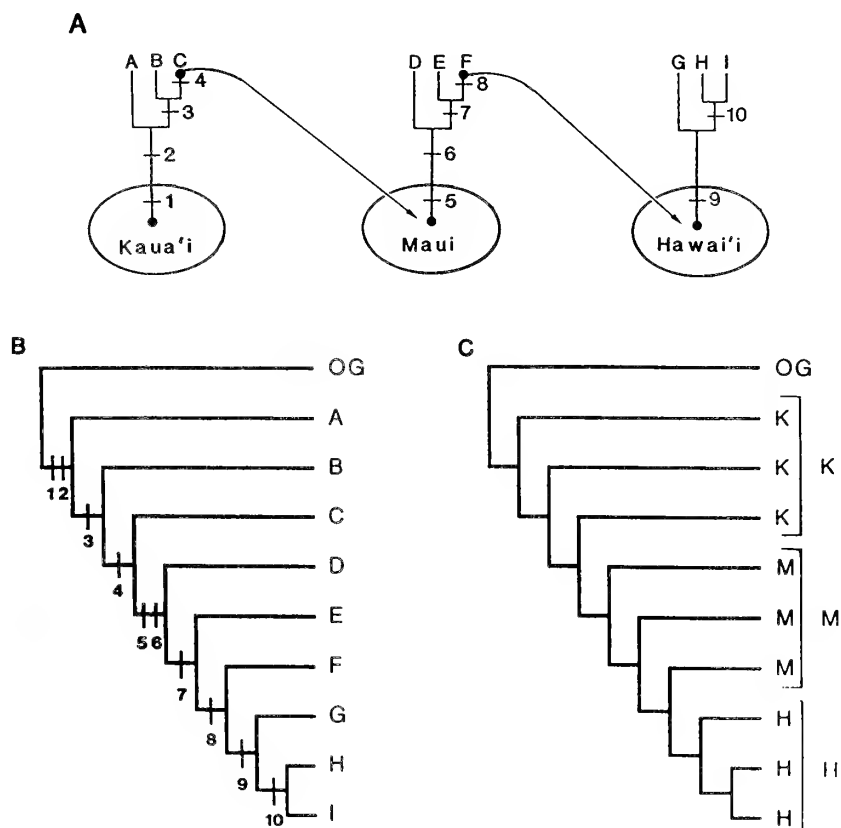 A
A B C D E F G H I
4 8
3 7 10
2 6
1 5 9
Kaua'i Maui Hawai'i
B C
OG OG
A K
1 2
B K K
3
C K
4
D M
5 6
E M M
7
F M
8
G H
9
H H H
10
I H